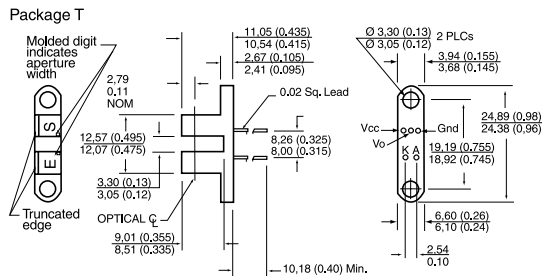 Package T
Molded digit
indicates
aperture
width
S
E
Truncated
edge
2,79
0.11
NOM
11,05 (0.435)
10,54 (0.415)
2,67 (0.105)
2,41 (0.095)
0.02 Sq. Lead
12,57 (0.495)
12,07 (0.475)
8,26 (0.325)
8,00 (0.315)
3,30 (0.13)
3,05 (0.12)
OPTICAL ℄
9,01 (0.355)
8,51 (0.335)
10,18 (0.40) Min.
Ø 3,30 (0.13)
Ø 3,05 (0.12)
2 PLCs
3,94 (0.155)
3,68 (0.145)
Vcc
Vo
Gnd
K A
24,89 (0.98)
24,38 (0,96)
19,19 (0.755)
18,92 (0.745)
6,60 (0.26)
6,10 (0.24)
2,54
0.10